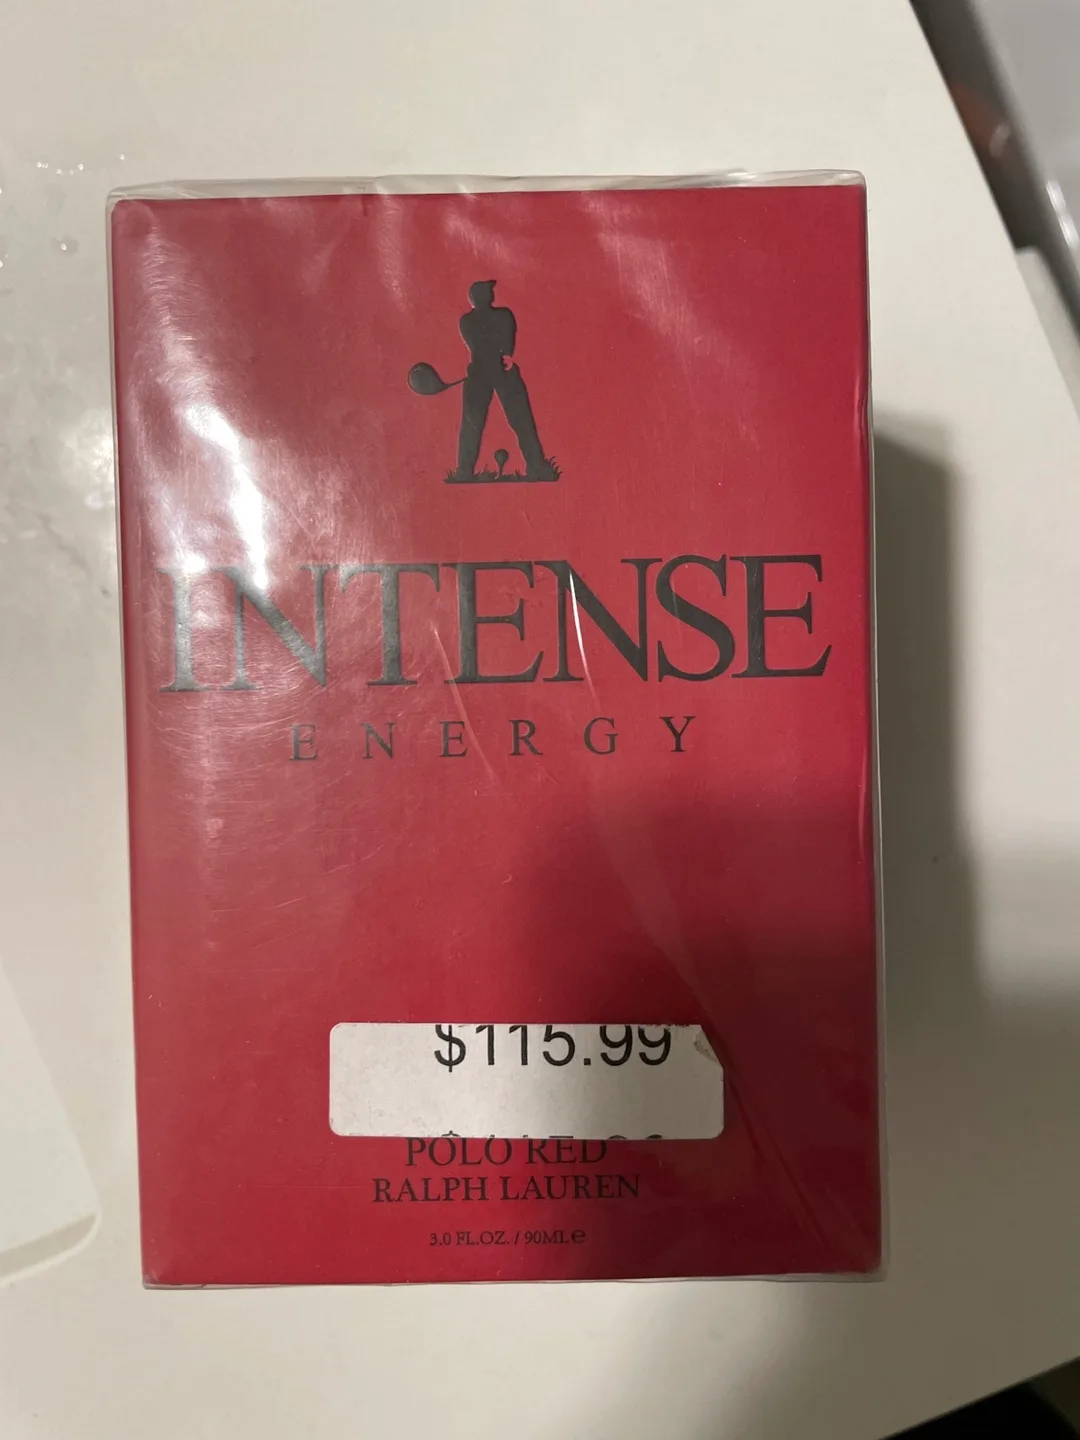 INTENSE
ENERGY
$115.99
POLO RED
RALPH LAUREN
3.0 FL.OZ. / 90ML e